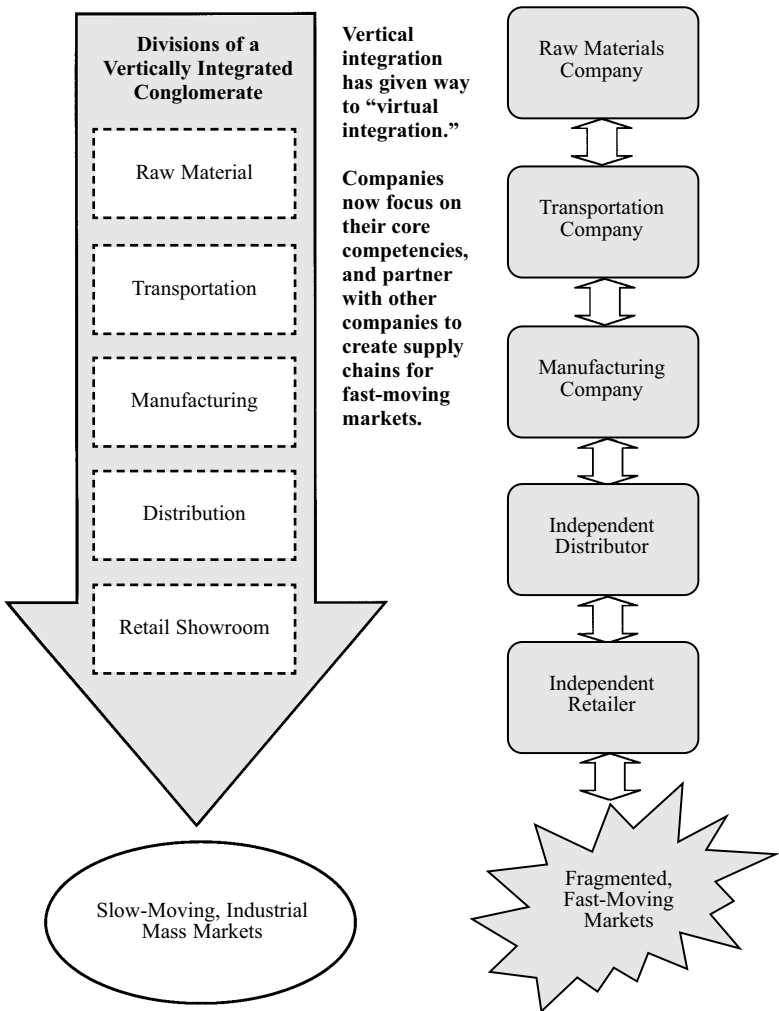 Divisions of a
Vertically Integrated
Conglomerate
Raw Material
Transportation
Manufacturing
Distribution
Retail Showroom
Slow-Moving, Industrial
Mass Markets
Vertical
integration
has given way
to “virtual
integration.”
Companies
now focus on
their core
competencies,
and partner
with other
companies to
create supply
chains for
fast-moving
markets.
Raw Materials
Company
Transportation
Company
Manufacturing
Company
Independent
Distributor
Independent
Retailer
Fragmented,
Fast-Moving
Markets